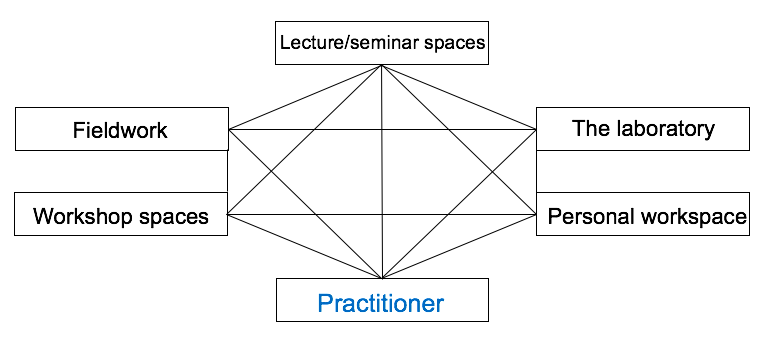 Lecture/seminar spaces
Fieldwork
The laboratory
Workshop spaces
Personal workspace
Practitioner